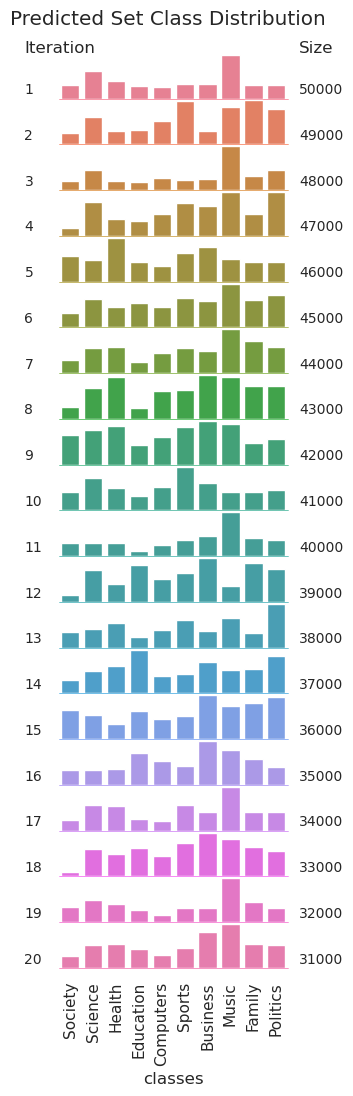 Predicted Set Class Distribution
Iteration Size
1 50000
2 49000
3 48000
4 47000
5 46000
6 45000
7 44000
8 43000
9 42000
10 41000
11 40000
12 39000
13 38000
14 37000
15 36000
16 35000
17 34000
18 33000
19 32000
20 31000
Society
Science
Health
Education
Computers
Sports
Business
Music
Family
Politics
classes